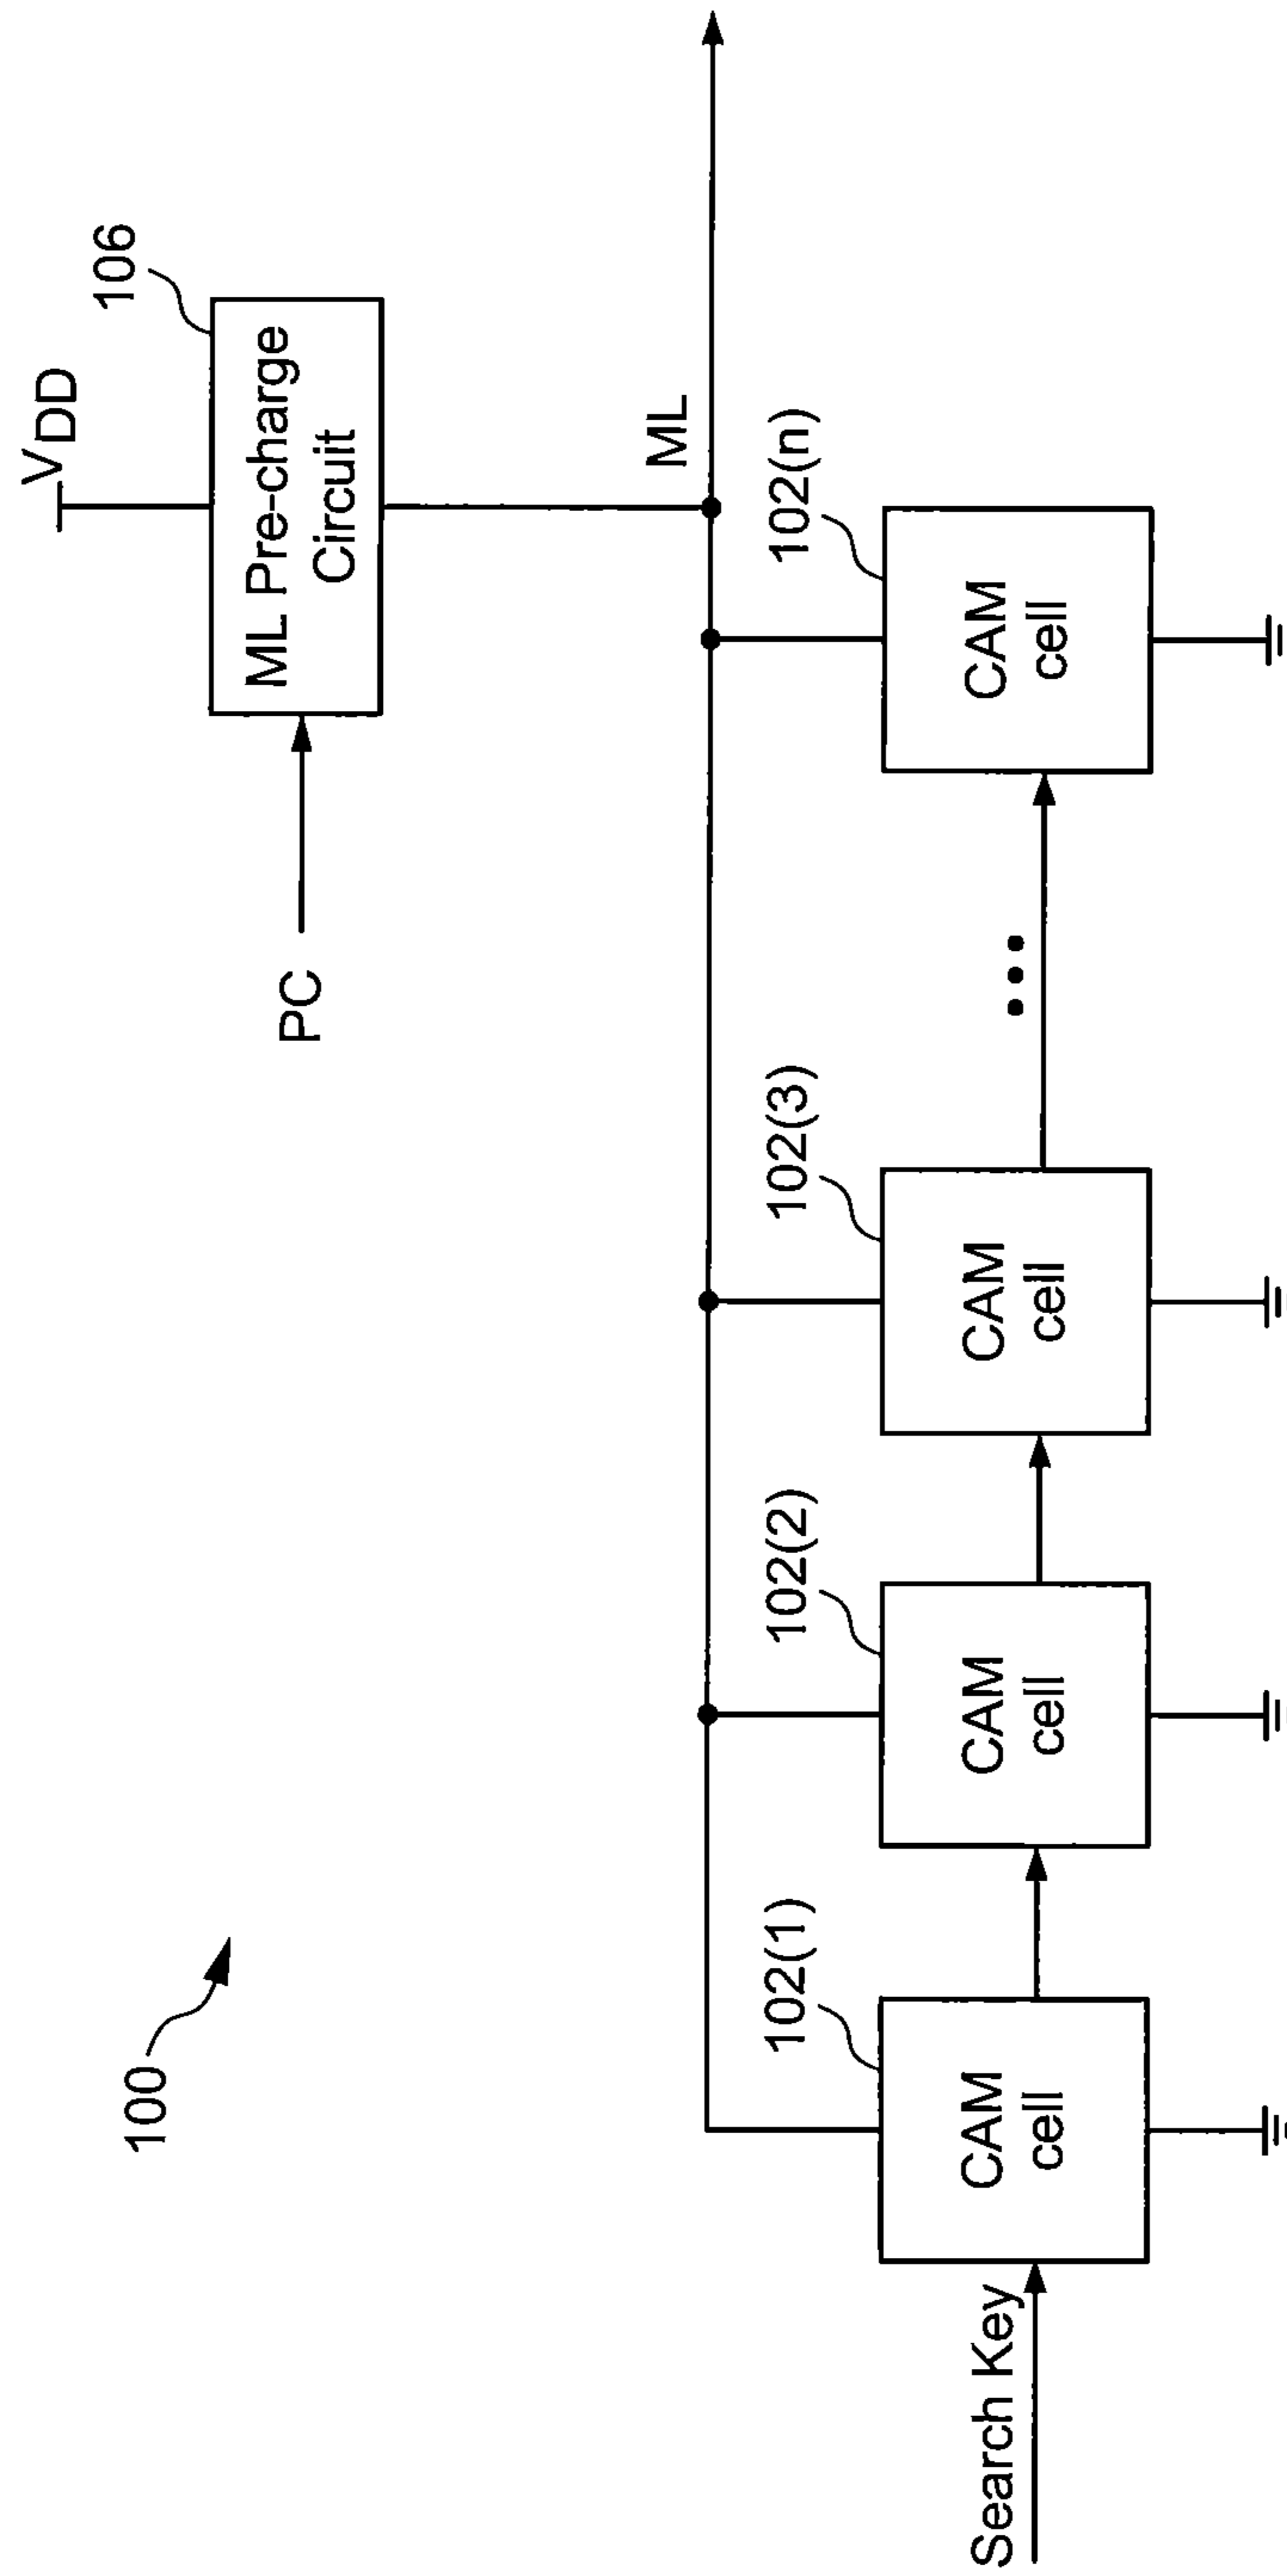 100
VDD
106
ML Pre-charge
Circuit
PC
ML
102(1)
102(2)
102(3)
102(n)
CAM
cell
CAM
cell
CAM
cell
•••
CAM
cell
Search Key